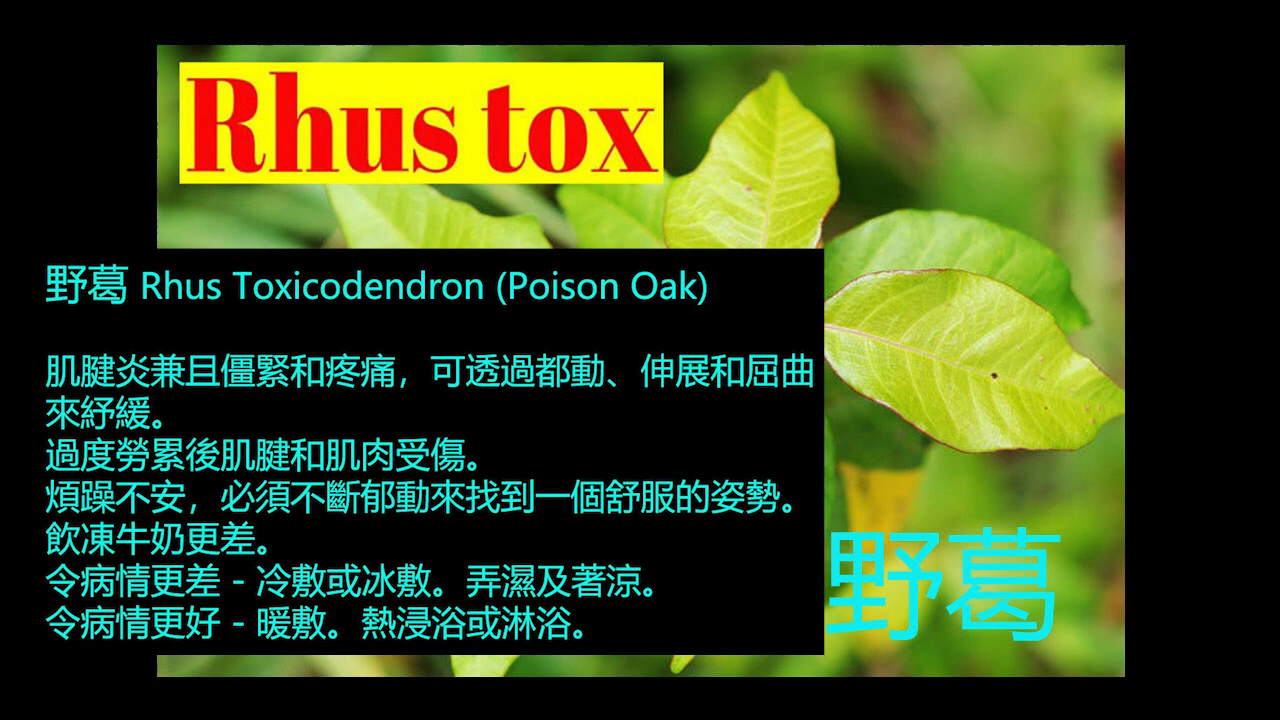 Rhus tox
野葛 Rhus Toxicodendron (Poison Oak)
肌腱炎兼且僵緊和疼痛，可透過都動、伸展和屈曲
來紓緩。
過度勞累後肌腱和肌肉受傷。
煩躁不安，必須不斷郁動來找到一個舒服的姿勢。
飲凍牛奶更差。
令病情更差 - 冷敷或冰敷。弄濕及著涼。
令病情更好 - 暖敷。熱浸浴或淋浴。
野葛